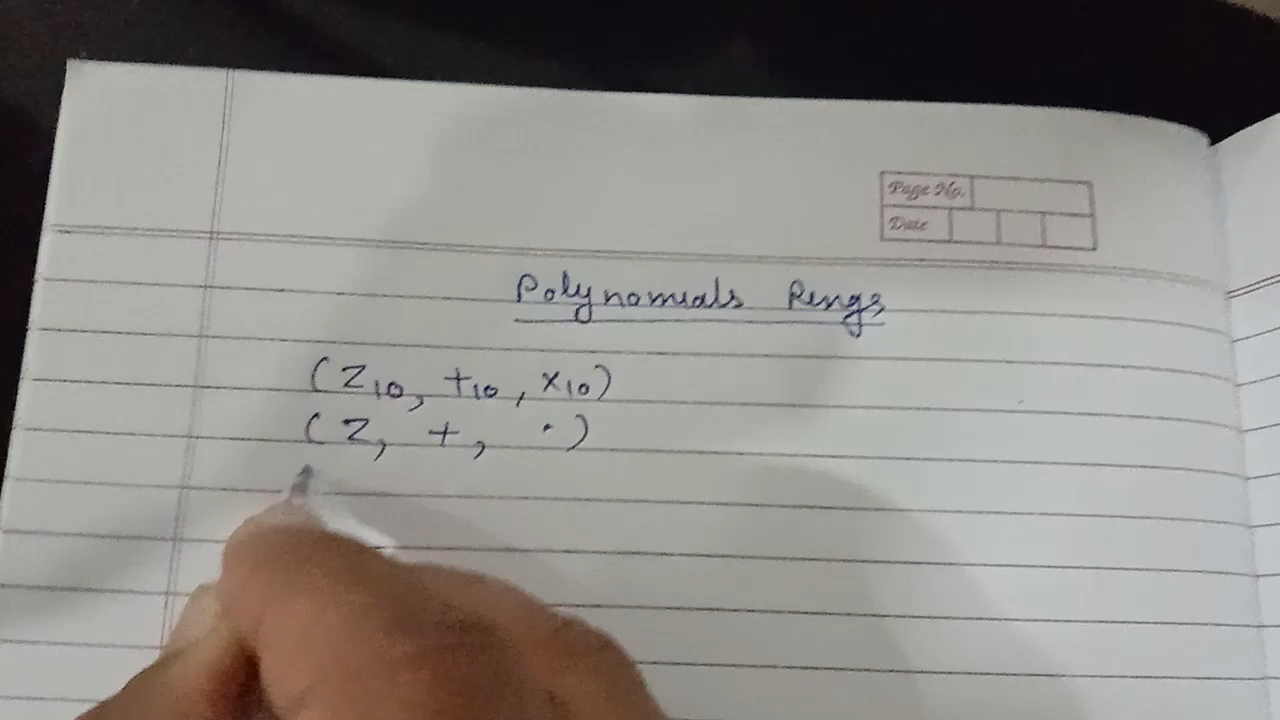 Page No.
Date
Polynomials Rings
(Z10, +10, x10)
(Z, +, ·)